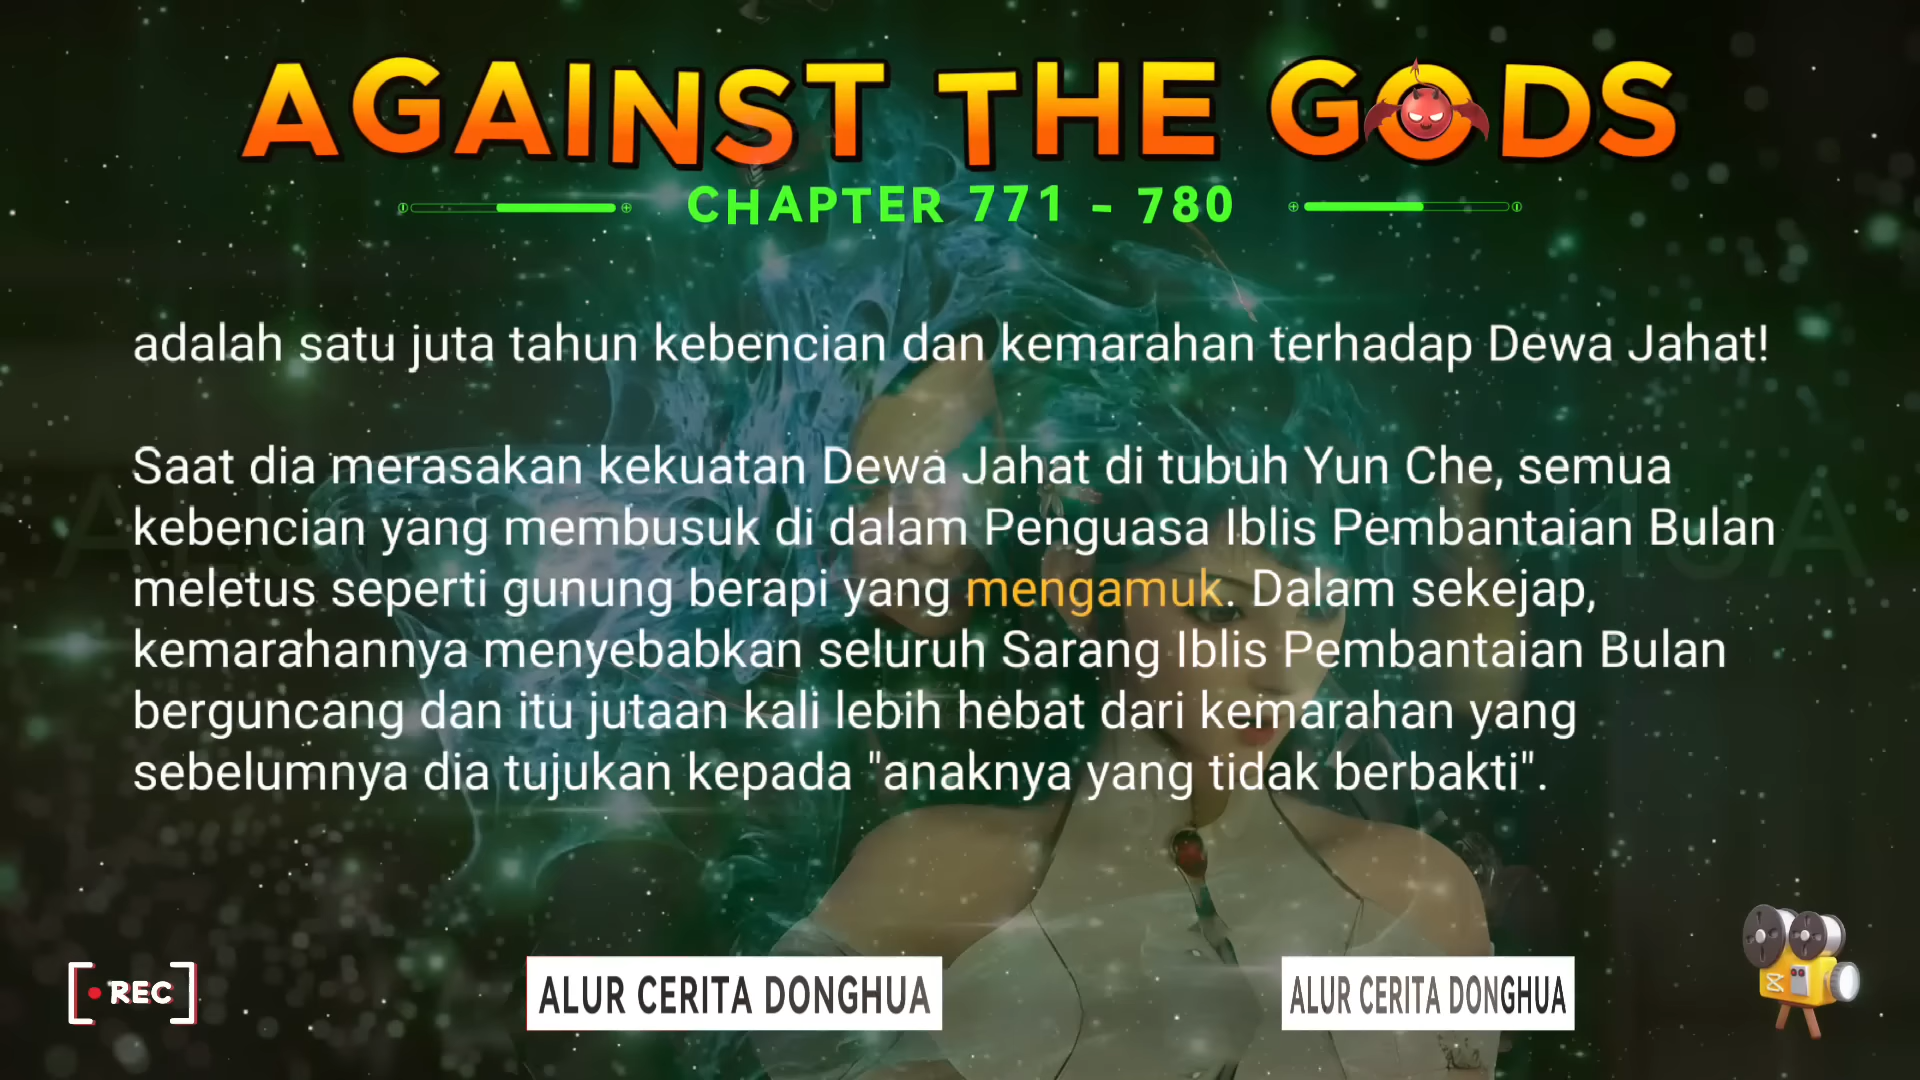 AGAINST THE GODS
CHAPTER 771 - 780
adalah satu juta tahun kebencian dan kemarahan terhadap Dewa Jahat!
Saat dia merasakan kekuatan Dewa Jahat di tubuh Yun Che, semua
kebencian yang membusuk di dalam Penguasa Iblis Pembantaian Bulan
meletus seperti gunung berapi yang mengamuk. Dalam sekejap,
kemarahannya menyebabkan seluruh Sarang Iblis Pembantaian Bulan
berguncang dan itu jutaan kali lebih hebat dari kemarahan yang
sebelumnya dia tujukan kepada "anaknya yang tidak berbakti".
REC
ALUR CERITA DONGHUA
ALUR CERITA DONGHUA